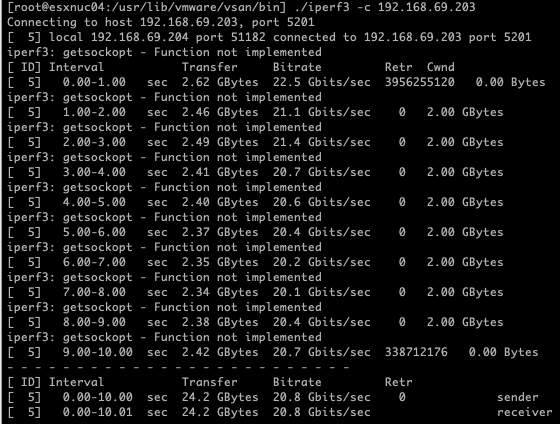 [root@esxnuc04:/usr/lib/vmware/vsan/bin] ./iperf3 -c 192.168.69.203
Connecting to host 192.168.69.203, port 5201
[  5] local 192.168.69.204 port 51182 connected to 192.168.69.203 port 5201
iperf3: getsockopt - Function not implemented
[ ID] Interval           Transfer     Bitrate         Retr  Cwnd
[  5]   0.00-1.00   sec  2.62 GBytes  22.5 Gbits/sec  3956255120   0.00 Bytes
iperf3: getsockopt - Function not implemented
[  5]   1.00-2.00   sec  2.46 GBytes  21.1 Gbits/sec    0   2.00 GBytes
iperf3: getsockopt - Function not implemented
[  5]   2.00-3.00   sec  2.49 GBytes  21.4 Gbits/sec    0   2.00 GBytes
iperf3: getsockopt - Function not implemented
[  5]   3.00-4.00   sec  2.41 GBytes  20.7 Gbits/sec    0   2.00 GBytes
iperf3: getsockopt - Function not implemented
[  5]   4.00-5.00   sec  2.40 GBytes  20.6 Gbits/sec    0   2.00 GBytes
iperf3: getsockopt - Function not implemented
[  5]   5.00-6.00   sec  2.37 GBytes  20.4 Gbits/sec    0   2.00 GBytes
iperf3: getsockopt - Function not implemented
[  5]   6.00-7.00   sec  2.35 GBytes  20.2 Gbits/sec    0   2.00 GBytes
iperf3: getsockopt - Function not implemented
[  5]   7.00-8.00   sec  2.34 GBytes  20.1 Gbits/sec    0   2.00 GBytes
iperf3: getsockopt - Function not implemented
[  5]   8.00-9.00   sec  2.38 GBytes  20.4 Gbits/sec    0   2.00 GBytes
iperf3: getsockopt - Function not implemented
[  5]   9.00-10.00  sec  2.42 GBytes  20.7 Gbits/sec  338712176   0.00 Bytes
- - - - - - - - - - - - - - - - - - - - - - - - -
[ ID] Interval           Transfer     Bitrate         Retr
[  5]   0.00-10.00  sec  24.2 GBytes  20.8 Gbits/sec    0             sender
[  5]   0.00-10.01  sec  24.2 GBytes  20.8 Gbits/sec                  receiver